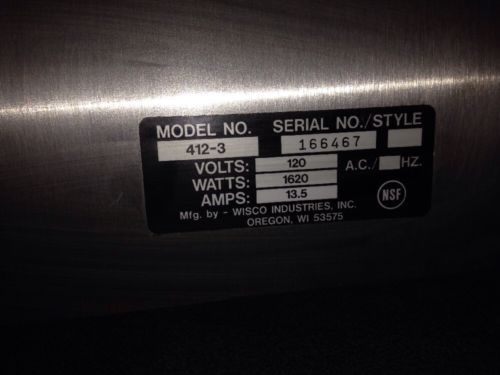 MODEL NO. SERIAL NO./STYLE
412-3 166467
VOLTS: 120 A.C./ HZ.
WATTS: 1620
AMPS: 13.5
Mfg. by - WISCO INDUSTRIES, INC.
OREGON, WI 53575
NSF